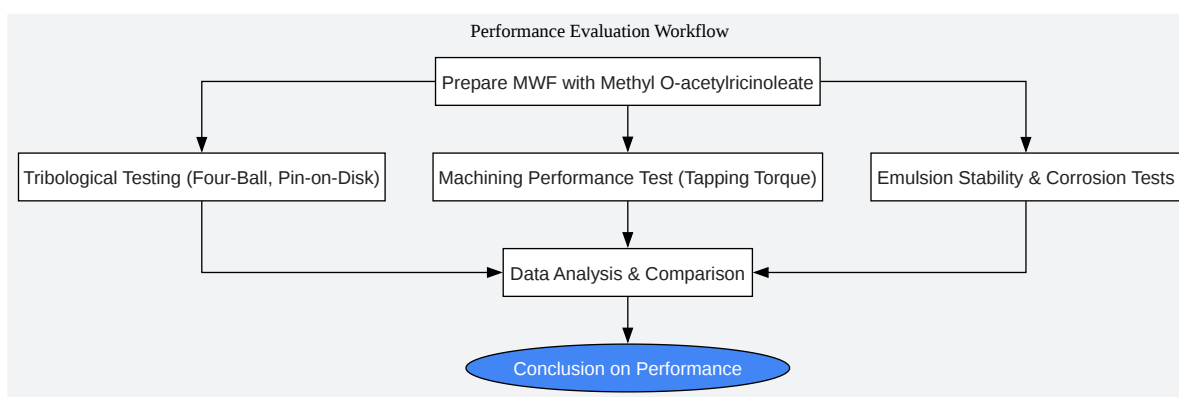 Performance Evaluation Workflow
Prepare MWF with Methyl O-acetylricinoleate
Tribological Testing (Four-Ball, Pin-on-Disk)
Machining Performance Test (Tapping Torque)
Emulsion Stability & Corrosion Tests
Data Analysis & Comparison
Conclusion on Performance